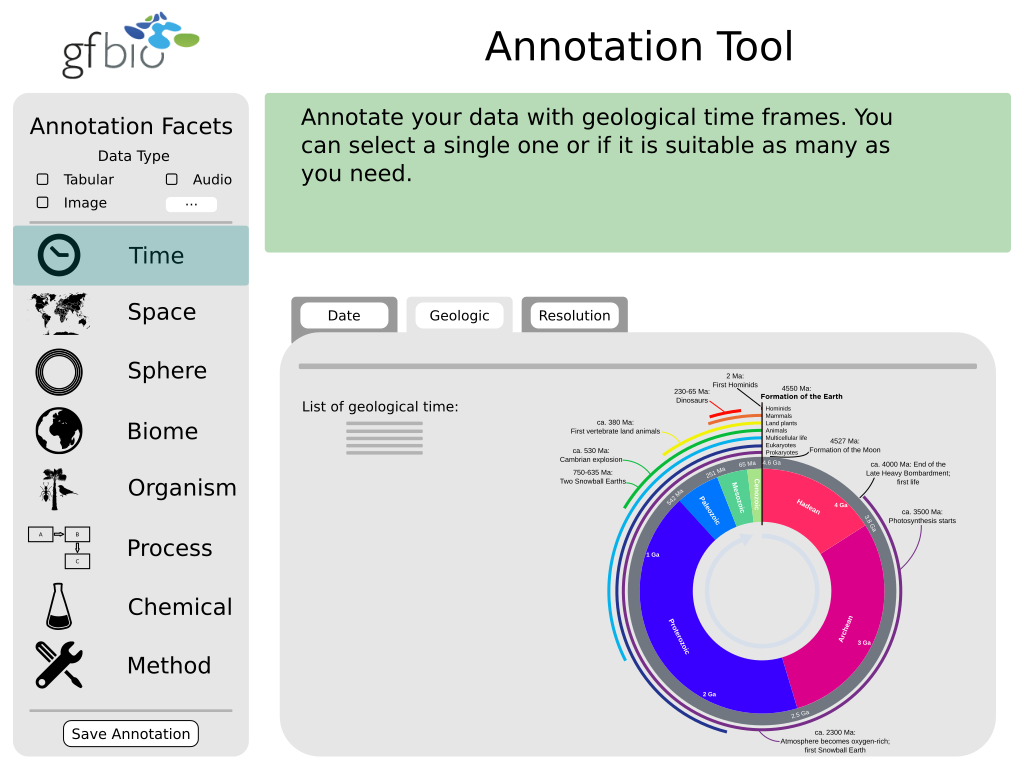 gfbio
Annotation Tool
Annotation Facets
Data Type
Tabular
Audio
Image
...
Time
Space
Sphere
Biome
Organism
A
B
C
Process
Chemical
Method
Save Annotation
Annotate your data with geological time frames. You
can select a single one or if it is suitable as many as
you need.
Date
Geologic
Resolution
List of geological time:
2 Ma:
First Hominids
230-65 Ma:
Dinosaurs
ca. 380 Ma:
First vertebrate land animals
ca. 530 Ma:
Cambrian explosion
750-635 Ma:
Two Snowball Earths
4550 Ma:
Formation of the Earth
Hominids
Mammals
Land plants
Animals
Multicellular life
Eukaryotes
Prokaryotes
4527 Ma:
Formation of the Moon
ca. 4000 Ma: End of the
Late Heavy Bombardment;
first life
ca. 3500 Ma:
Photosynthesis starts
4.6 Ga
65 Ma
251 Ma
542 Ma
Cenozoic
Mesozoic
Paleozoic
Hadean
4 Ga
3.8 Ga
1 Ga
Proterozoic
Archean
3 Ga
2 Ga
2.5 Ga
ca. 2300 Ma:
Atmosphere becomes oxygen-rich;
first Snowball Earth